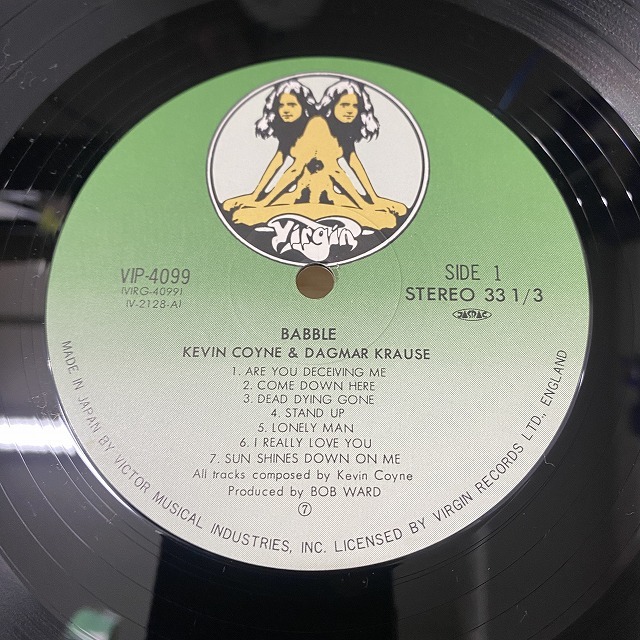 Virgin
VIP-4099
(VIRG-4099)
(V-2128-A)
SIDE 1
STEREO 33 1/3
JASRAC
BABBLE
KEVIN COYNE & DAGMAR KRAUSE
1. ARE YOU DECEIVING ME
2. COME DOWN HERE
3. DEAD DYING GONE
4. STAND UP
5. LONELY MAN
6. I REALLY LOVE YOU
7. SUN SHINES DOWN ON ME
All tracks composed by Kevin Coyne
Produced by BOB WARD
⑦
MADE IN JAPAN BY VICTOR MUSICAL INDUSTRIES, INC. LICENSED BY VIRGIN RECORDS LTD., ENGLAND